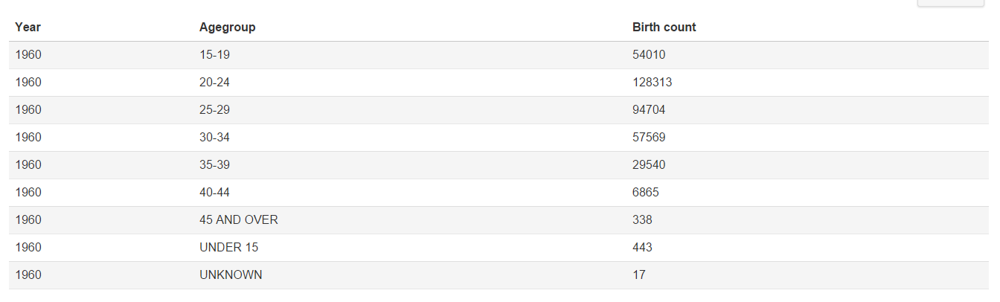 Year Agegroup Birth count
1960 15-19 54010
1960 20-24 128313
1960 25-29 94704
1960 30-34 57569
1960 35-39 29540
1960 40-44 6865
1960 45 AND OVER 338
1960 UNDER 15 443
1960 UNKNOWN 17